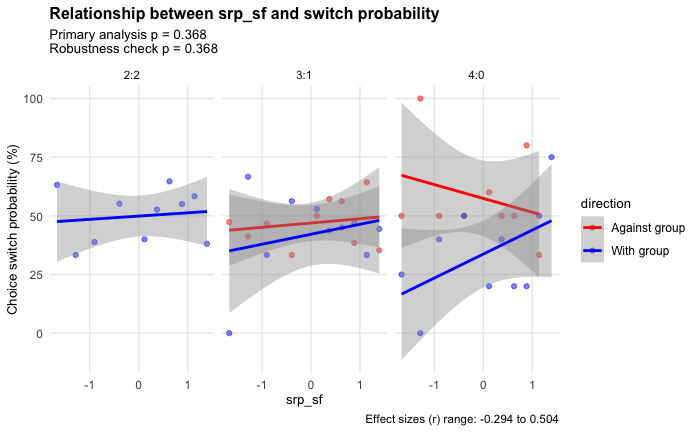 Relationship between srp_sf and switch probability
Primary analysis p = 0.368
Robustness check p = 0.368
2:2 3:1 4:0
Choice switch probability (%)
100
75
50
25
0
-1 0 1 -1 0 1 -1 0 1
srp_sf
direction
Against group
With group
Effect sizes (r) range: -0.294 to 0.504